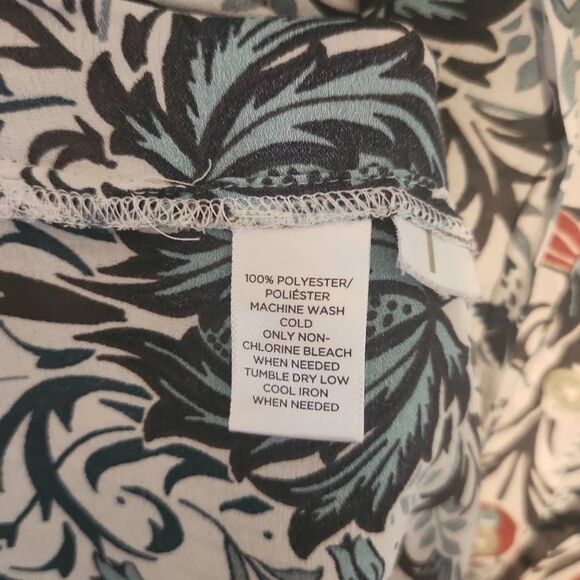 100% POLYESTER/
POLIÉSTER
MACHINE WASH
COLD
ONLY NON-
CHLORINE BLEACH
WHEN NEEDED
TUMBLE DRY LOW
COOL IRON
WHEN NEEDED